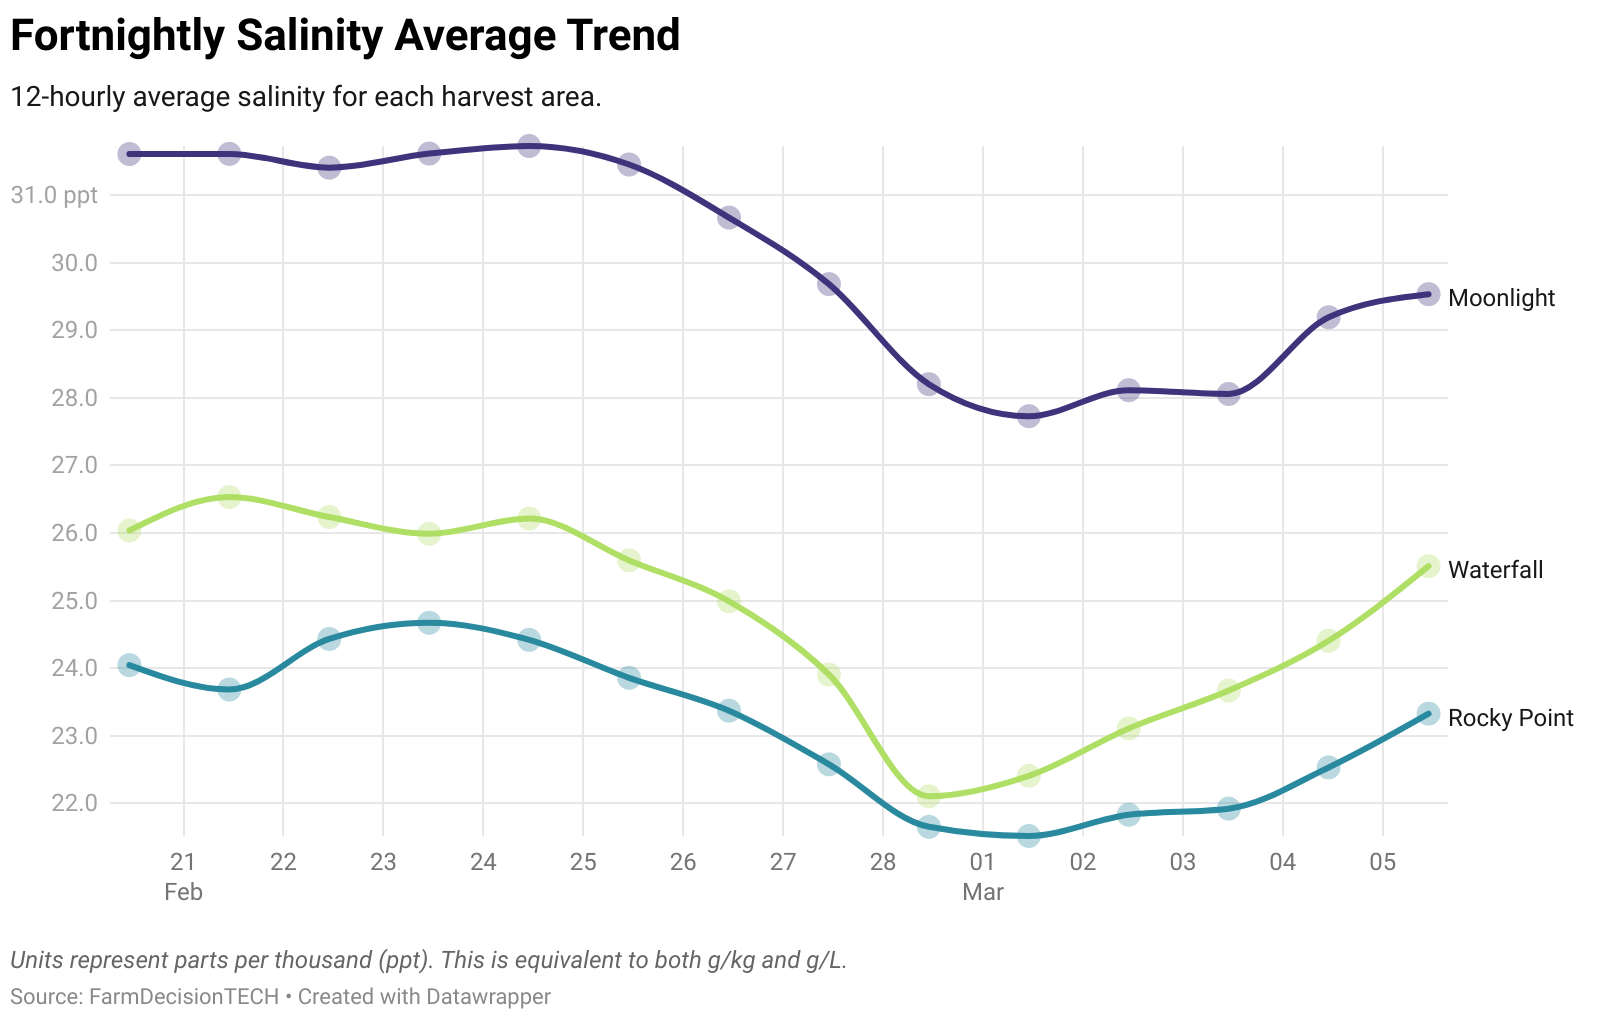 Fortnightly Salinity Average Trend
12-hourly average salinity for each harvest area.
31.0 ppt
30.0
29.0
28.0
27.0
26.0
25.0
24.0
23.0
22.0
Moonlight
Waterfall
Rocky Point
21 22 23 24 25 26 27 28 01 02 03 04 05
Feb Mar
Units represent parts per thousand (ppt). This is equivalent to both g/kg and g/L.
Source: FarmDecisionTECH • Created with Datawrapper